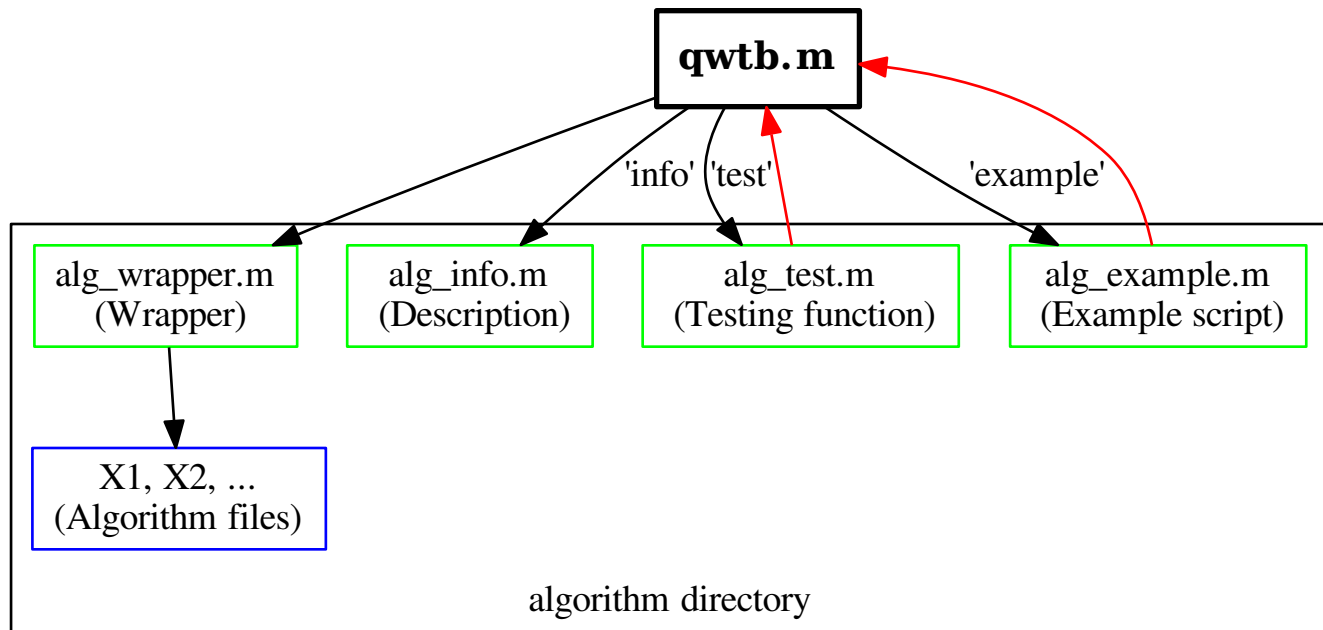 qwtb.m
'info'
'test'
'example'
alg_wrapper.m
(Wrapper)
alg_info.m
(Description)
alg_test.m
(Testing function)
alg_example.m
(Example script)
X1, X2, ...
(Algorithm files)
algorithm directory